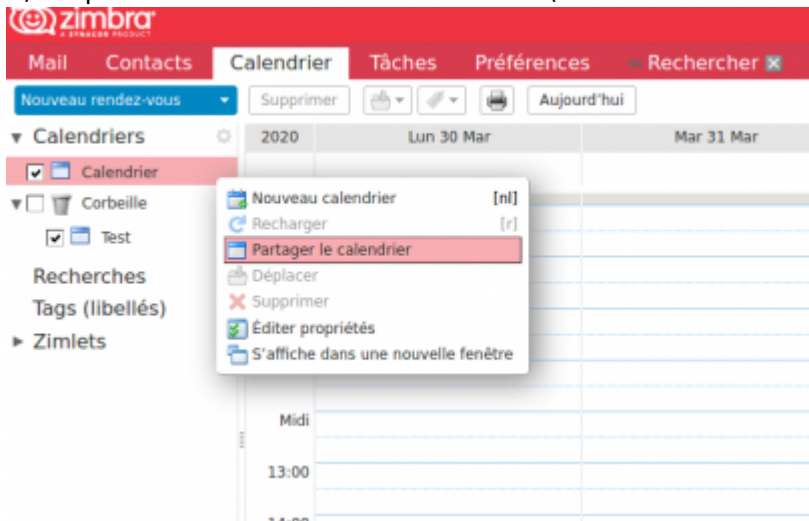 zimbra
A SYNACOR PRODUCT
Mail Contacts Calendrier Tâches Préférences Rechercher
Nouveau rendez-vous Supprimer Aujourd'hui
Calendriers 2020 Lun 30 Mar Mar 31 Mar
Calendrier
Corbeille
Test
Recherches
Tags (libellés)
Zimlets
Nouveau calendrier [nl]
Recharger [r]
Partager le calendrier
Déplacer
Supprimer
Éditer propriétés
S'affiche dans une nouvelle fenêtre
Midi
13:00